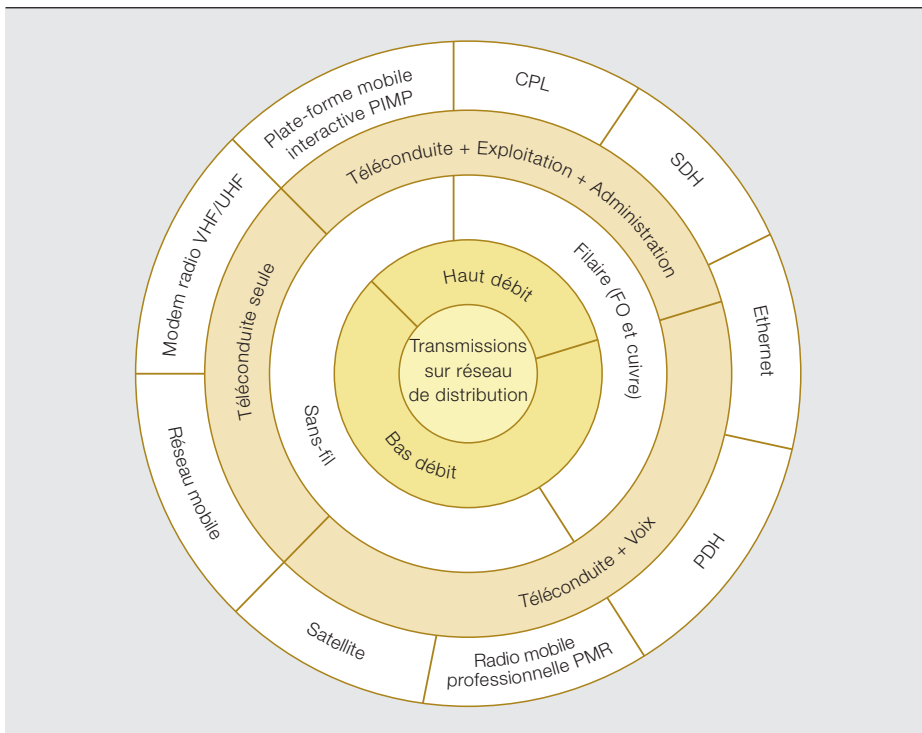 Plate-forme mobile
interactive PIMP
CPL
SDH
Ethernet
PDH
Radio mobile
professionnelle PMR
Satellite
Réseau mobile
Modem radio VHF/UHF
Téléconduite + Exploitation + Administration
Téléconduite + Voix
Téléconduite seule
Filaire (FO et cuivre)
Sans-fil
Haut débit
Bas débit
Transmissions
sur réseau
de distribution